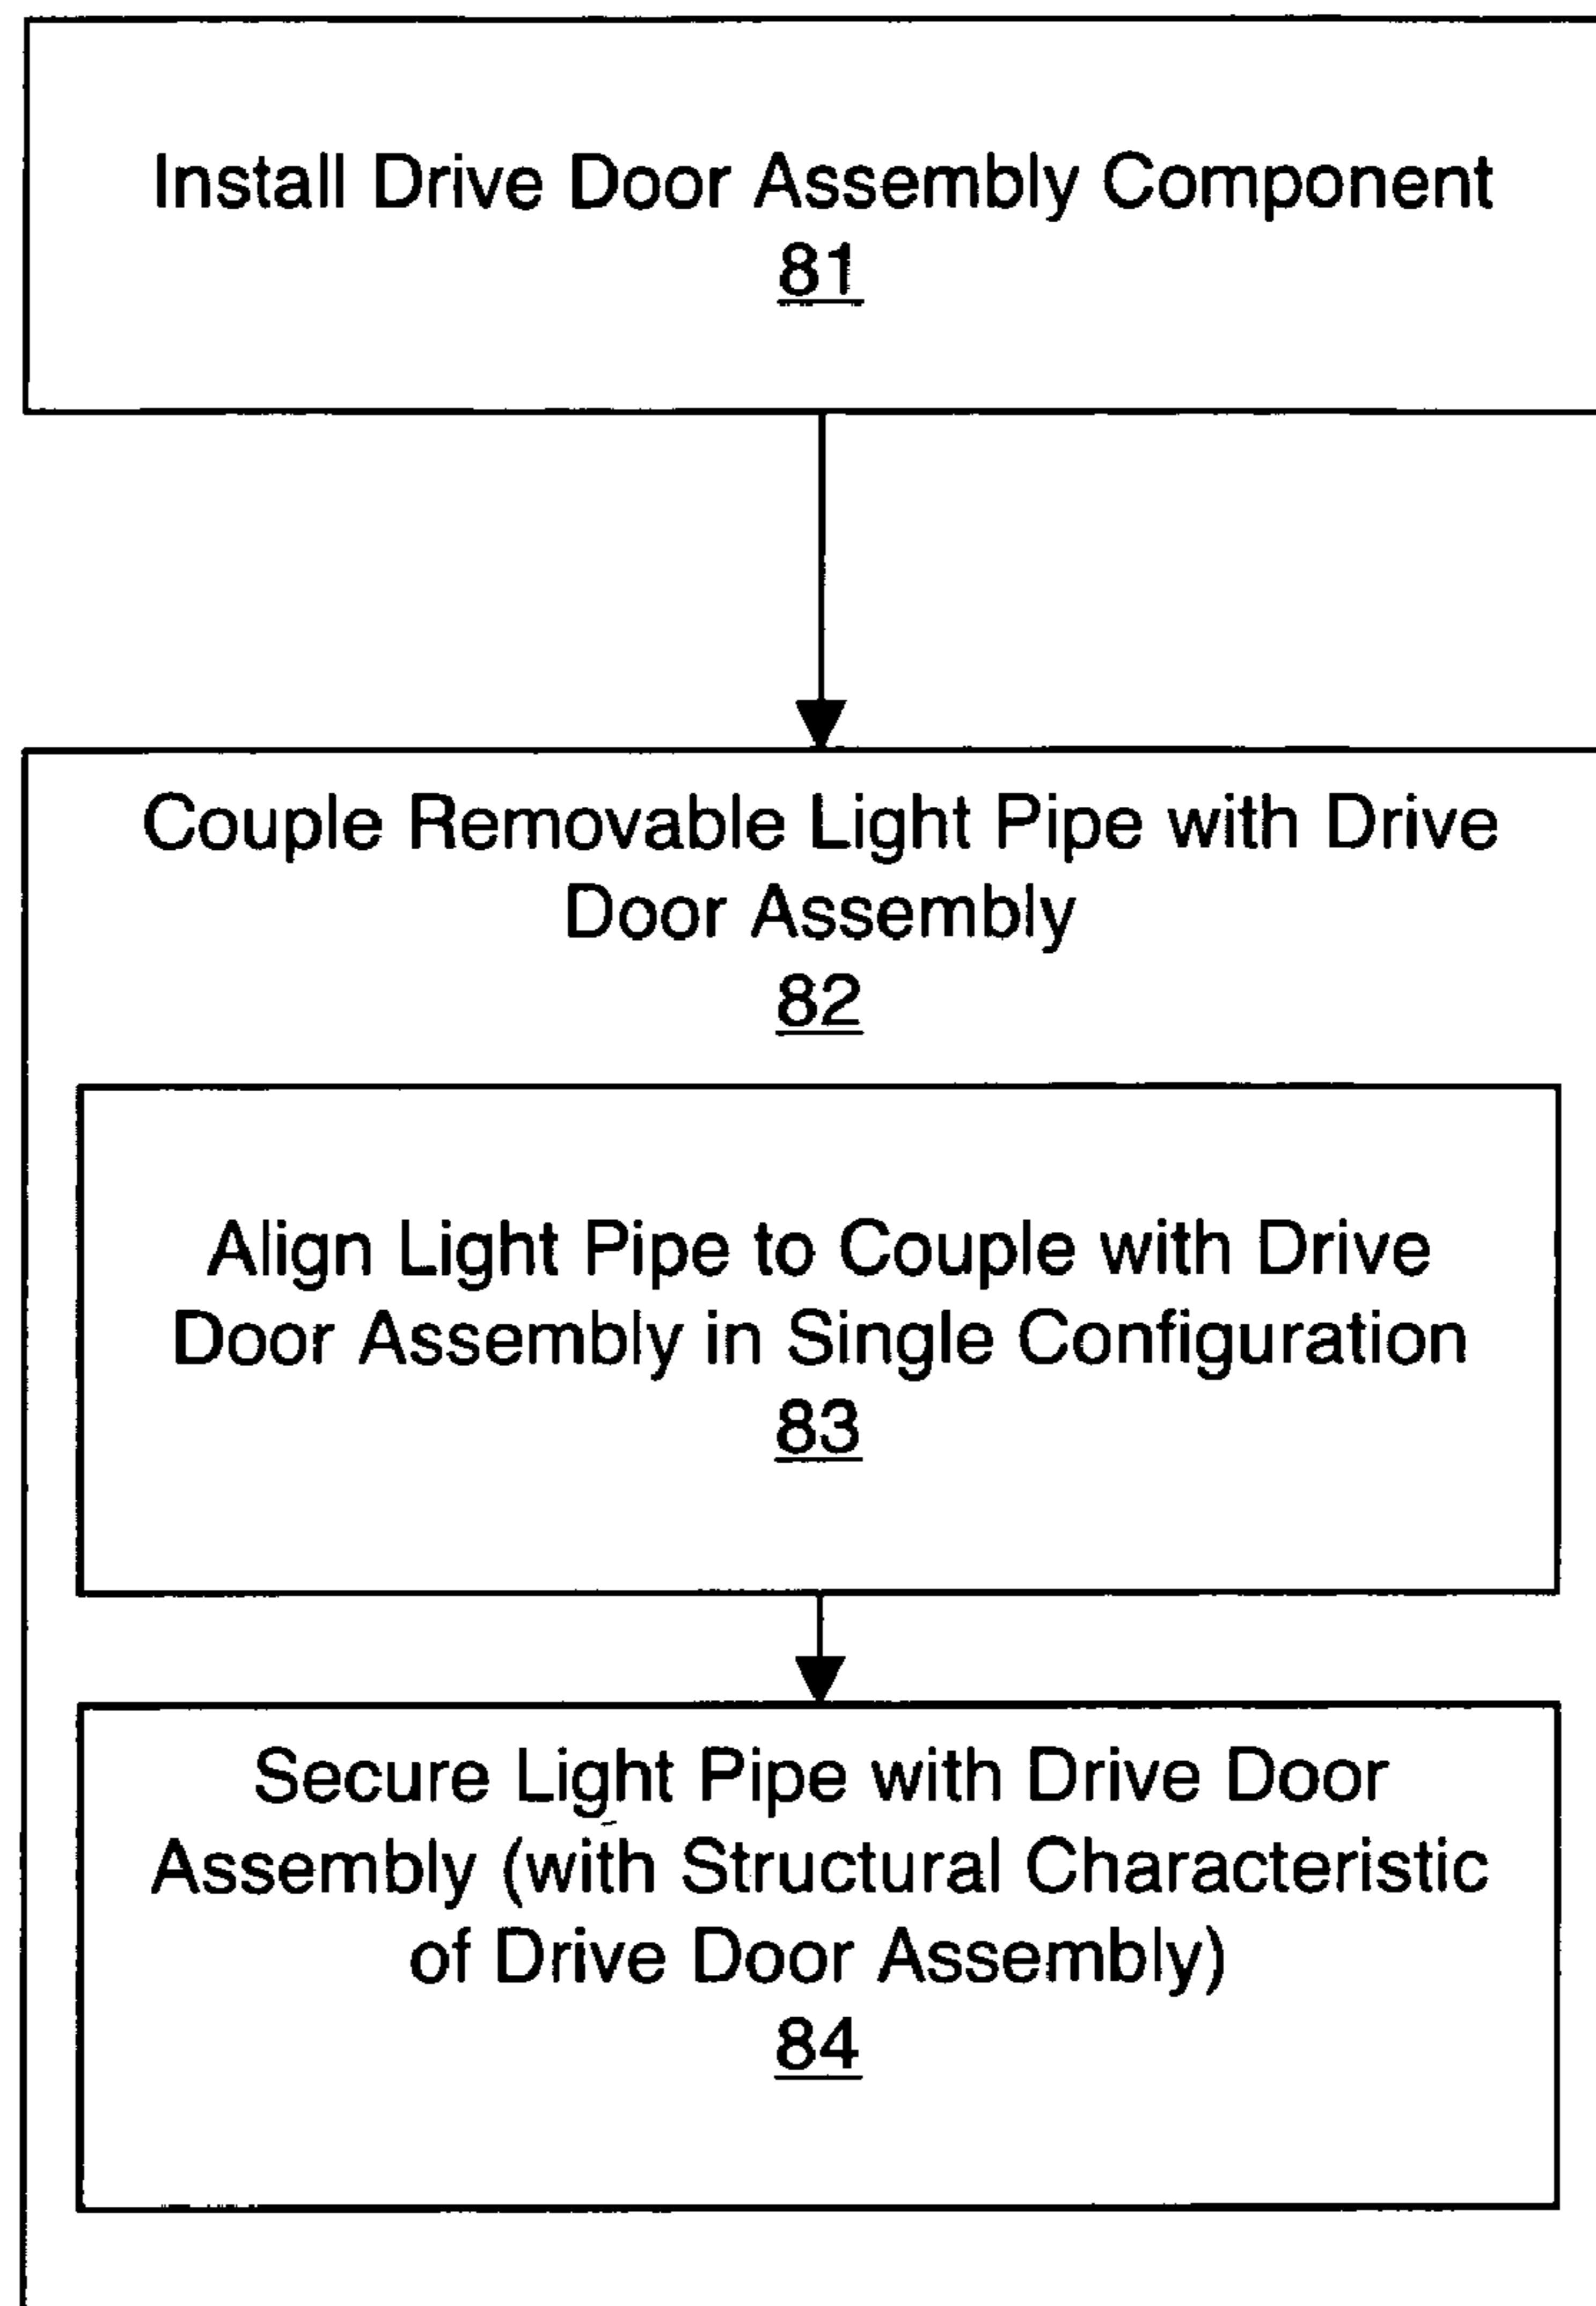 Install Drive Door Assembly Component
81
Couple Removable Light Pipe with Drive
Door Assembly
82
Align Light Pipe to Couple with Drive
Door Assembly in Single Configuration
83
Secure Light Pipe with Drive Door
Assembly (with Structural Characteristic
of Drive Door Assembly)
84